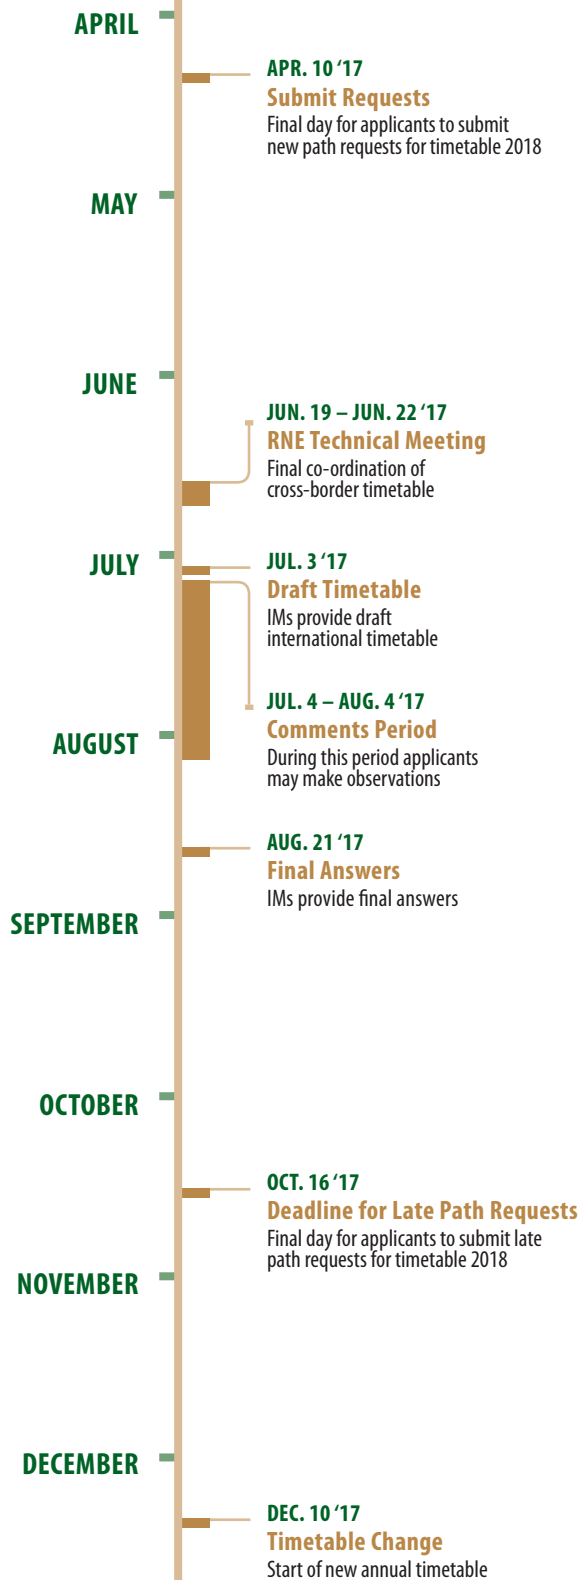 APRIL
APR. 10 ‘17
Submit Requests
Final day for applicants to submit
new path requests for timetable 2018
MAY
JUNE
JUN. 19 – JUN. 22 ‘17
RNE Technical Meeting
Final co-ordination of
cross-border timetable
JULY
JUL. 3 ‘17
Draft Timetable
IMs provide draft
international timetable
JUL. 4 – AUG. 4 ‘17
Comments Period
During this period applicants
may make observations
AUGUST
AUG. 21 ‘17
Final Answers
IMs provide final answers
SEPTEMBER
OCTOBER
OCT. 16 ‘17
Deadline for Late Path Requests
Final day for applicants to submit late
path requests for timetable 2018
NOVEMBER
DECEMBER
DEC. 10 ‘17
Timetable Change
Start of new annual timetable